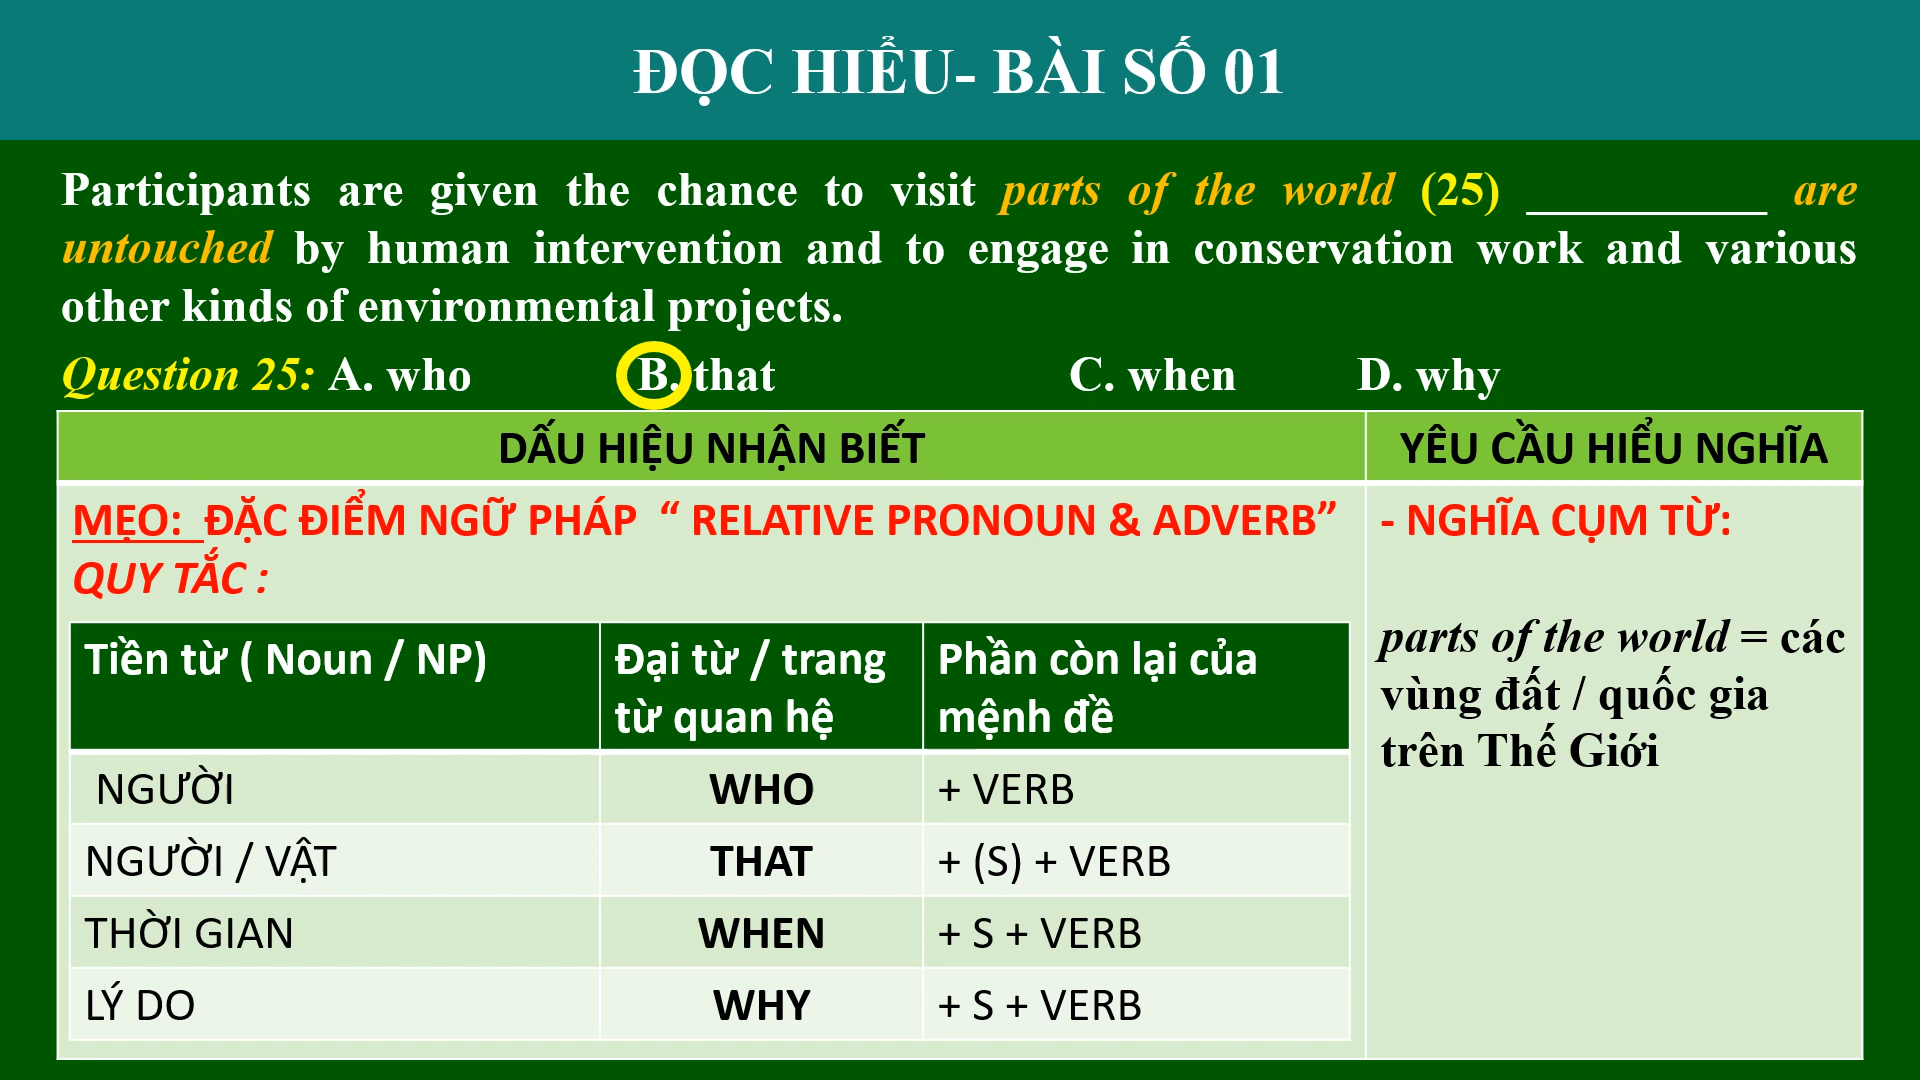 ĐỌC HIỂU- BÀI SỐ 01
Participants are given the chance to visit parts of the world (25) __________ are
untouched by human intervention and to engage in conservation work and various
other kinds of environmental projects.
Question 25: A. who B. that C. when D. why
DẤU HIỆU NHẬN BIẾT
YÊU CẦU HIỂU NGHĨA
MẸO: ĐẶC ĐIỂM NGỮ PHÁP “ RELATIVE PRONOUN & ADVERB”
QUY TẮC :
Tiền từ ( Noun / NP)
Đại từ / trang
từ quan hệ
Phần còn lại của
mệnh đề
NGƯỜI
WHO
+ VERB
NGƯỜI / VẬT
THAT
+ (S) + VERB
THỜI GIAN
WHEN
+ S + VERB
LÝ DO
WHY
+ S + VERB
- NGHĨA CỤM TỪ:
parts of the world = các
vùng đất / quốc gia
trên Thế Giới